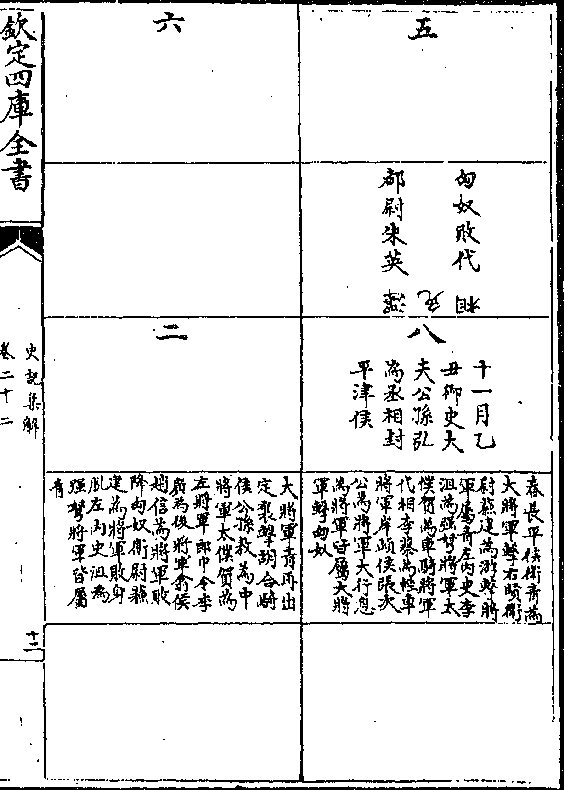 五
匈奴敗代
都尉朱英
澤免相
八
十一月乙
丑御史大
夫公孫弘
為丞相封
平津侯
春長平侯衛青為
大將軍擊右賢衛
尉蘇建為游擊將
軍屬青左内史李
沮為强弩將軍太
僕賀為車騎將軍
代相李蔡為輕車
將軍岸頭侯張次
公為將軍大行息
為將軍皆屬大將
軍擊匈奴
六
二
大將軍青再出
定襄擊胡合騎
侯公孫敖為中
將軍太僕賀為
左將軍郎中令李
廣為後將軍翕侯
趙信為將軍敗
降匈奴衛尉蘇
建為將軍敗身
脱左内史沮為
强弩將軍皆屬
青
欽定四庫全書
史記集解
卷二十二
十二